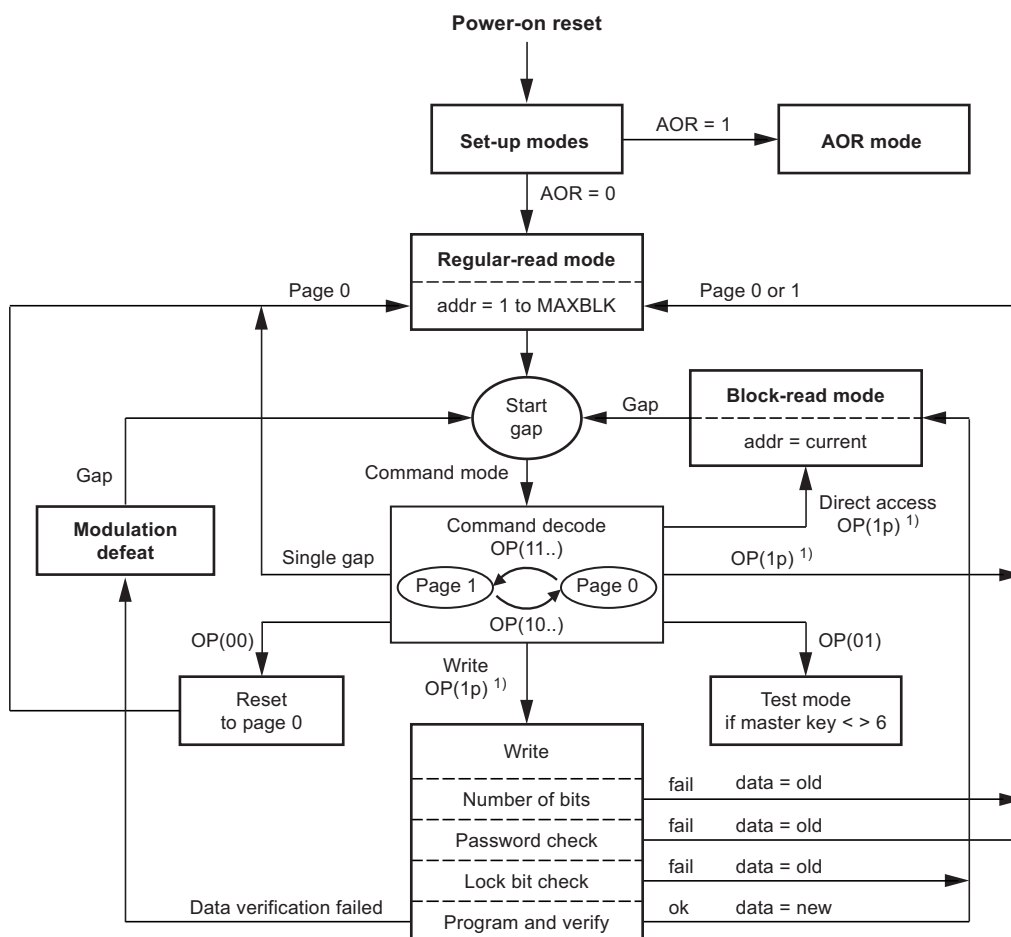 Power-on reset
Set-up modes
AOR = 1
AOR mode
AOR = 0
Regular-read mode
Page 0
addr = 1 to MAXBLK
Page 0 or 1
Start
gap
Gap
Block-read mode
addr = current
Gap
Command mode
Modulation
defeat
Command decode
OP(11..)
Direct access
OP(1p) 1)
Single gap
Page 1
Page 0
OP(1p) 1)
OP(10..)
OP(00)
OP(01)
Write
OP(1p) 1)
Reset
to page 0
Test mode
if master key < > 6
Write
Number of bits
fail data = old
Password check
fail data = old
Lock bit check
fail data = old
Data verification failed
Program and verify
ok data = new